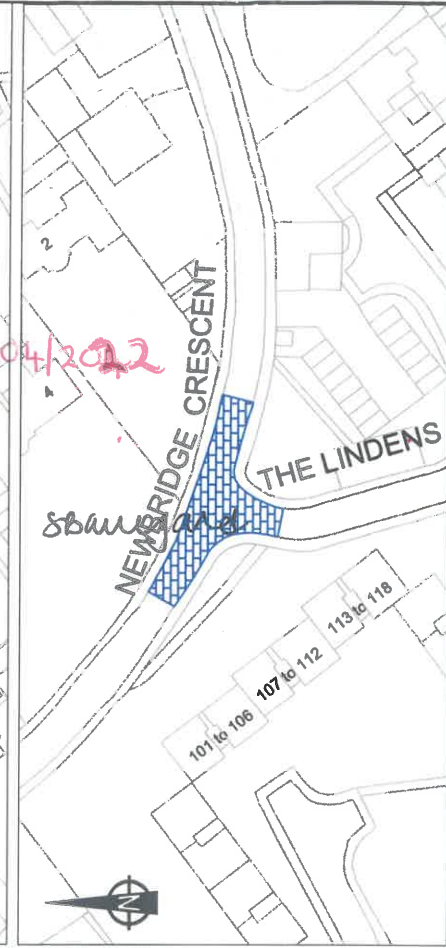 2
04/2022
4
NEWBRIDGE CRESCENT
THE LINDENS
113 to 118
107 to 112
101 to 106
N